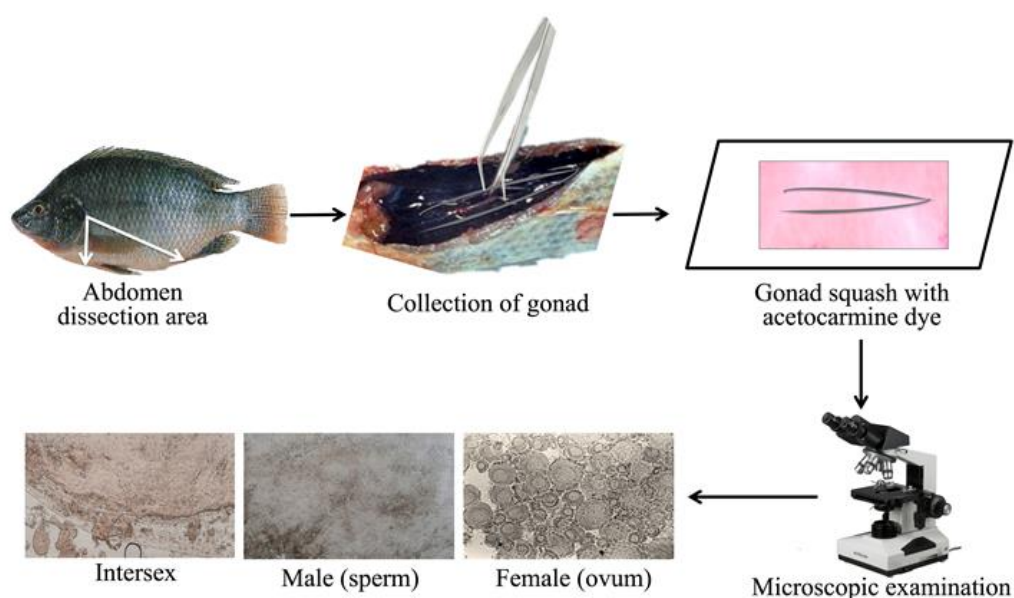 Abdomen
dissection area
Collection of gonad
Gonad squash with
acetocarmine dye
Intersex
Male (sperm)
Female (ovum)
Microscopic examination